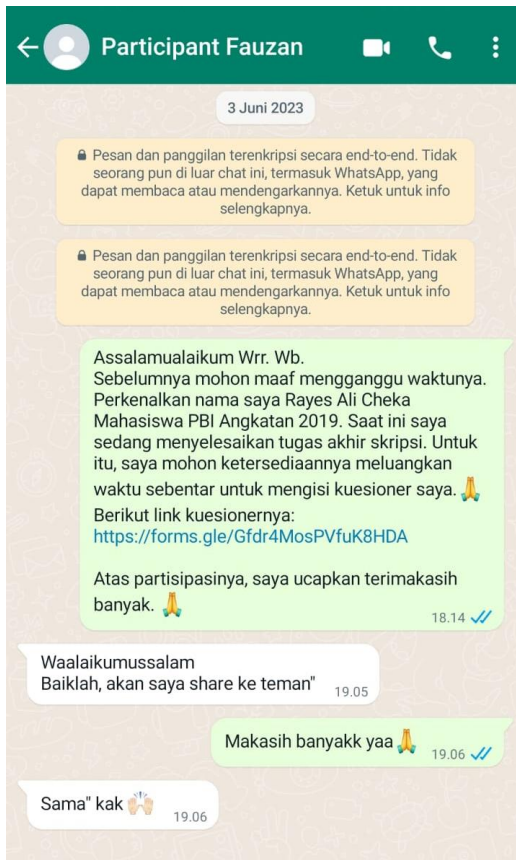 Participant Fauzan
3 Juni 2023
Pesan dan panggilan terenkripsi secara end-to-end. Tidak
seorang pun di luar chat ini, termasuk WhatsApp, yang
dapat membaca atau mendengarkannya. Ketuk untuk info
selengkapnya.
Pesan dan panggilan terenkripsi secara end-to-end. Tidak
seorang pun di luar chat ini, termasuk WhatsApp, yang
dapat membaca atau mendengarkannya. Ketuk untuk info
selengkapnya.
Assalamualaikum Wrr. Wb.
Sebelumnya mohon maaf mengganggu waktunya.
Perkenalkan nama saya Rayes Ali Cheka
Mahasiswa PBI Angkatan 2019. Saat ini saya
sedang menyelesaikan tugas akhir skripsi. Untuk
itu, saya mohon ketersediaannya meluangkan
waktu sebentar untuk mengisi kuesioner saya.🙏
Berikut link kuesionernya:
https://forms.gle/Gfdr4MosPVfuK8HDA
Atas partisipasinya, saya ucapkan terimakasih
banyak. 🙏
18.14
Waalaikumussalam
Baiklah, akan saya share ke teman" 19.05
Makasih banyakk yaa🙏 19.06
Sama" kak 🙌🏻 19.06